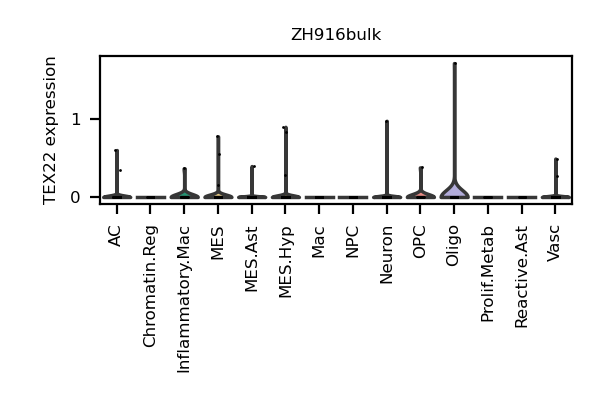 ZH916bulk
TEX22 expression
1
0
AC
Chromatin.Reg
Inflammatory.Mac
MES
MES.Ast
MES.Hyp
Mac
NPC
Neuron
OPC
Oligo
Prolif.Metab
Reactive.Ast
Vasc